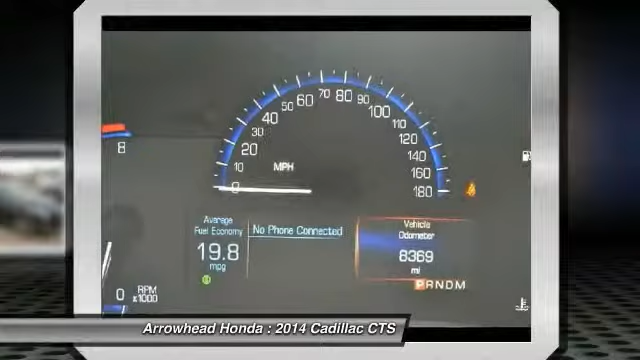 70
60 80
50 90
40 100
30 110
20 120
8
140
10 MPH
160
0 180
Average
Fuel Economy
No Phone Connected
Vehicle
Odometer
19.8
mpg
8369
mi
PRNDM
0 RPM
x1000
Arrowhead Honda : 2014 Cadillac CTS